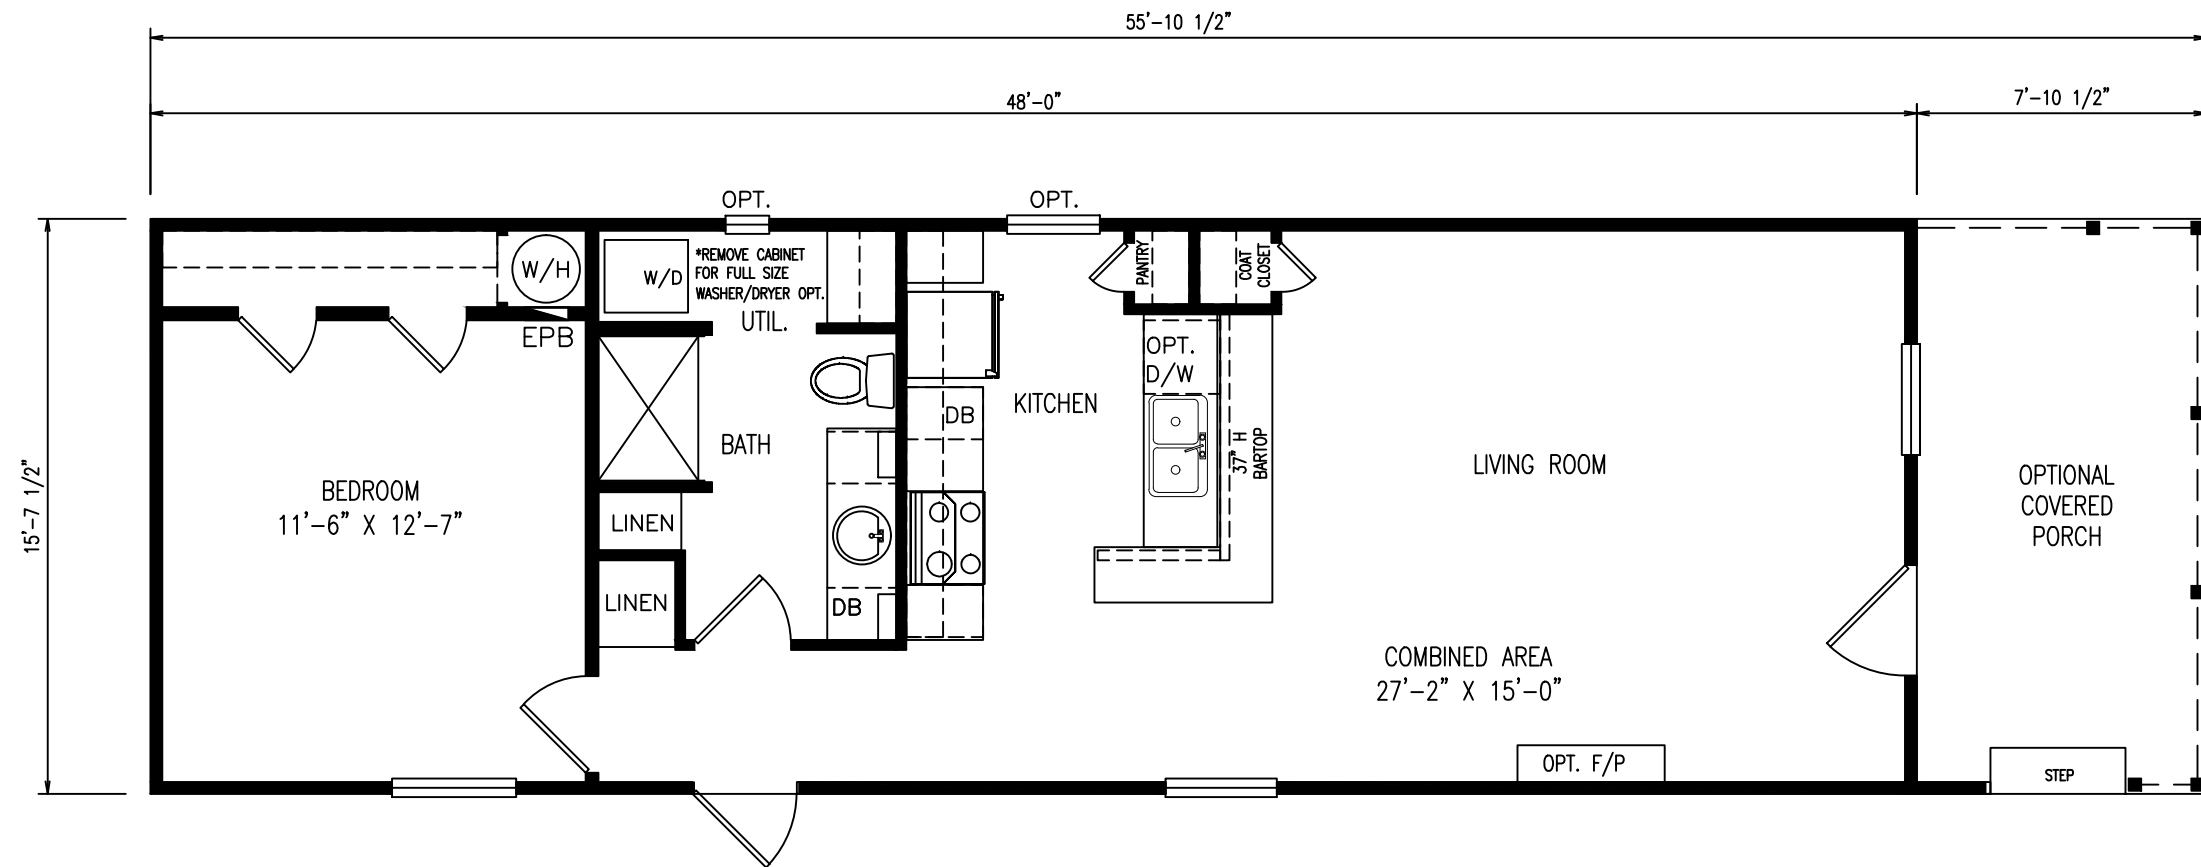 55'-10 1/2"
48'-0"
7'-10 1/2"
OPT.
OPT.
W/H
W/D
*REMOVE CABINET
FOR FULL SIZE
WASHER/DRYER OPT.
UTIL.
PANTRY
COAT
CLOSET
EPB
OPT.
D/W
KITCHEN
DB
BATH
37" H
BARTOP
LIVING ROOM
OPTIONAL
COVERED
PORCH
15'-7 1/2"
BEDROOM
11'-6" X 12'-7"
LINEN
LINEN
DB
COMBINED AREA
27'-2" X 15'-0"
OPT. F/P
STEP